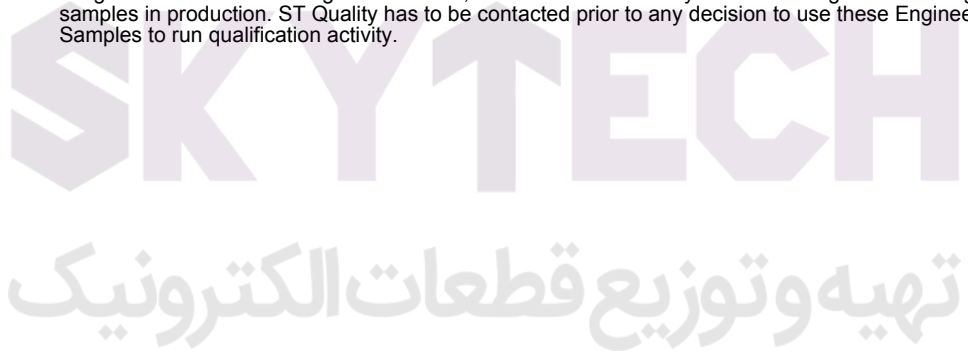 samples in production. ST Quality has to be contacted prior to any decision to use these Enginee
Samples to run qualification activity.
SKYTECH
تهیه و توزیع قطعات الکترونیک